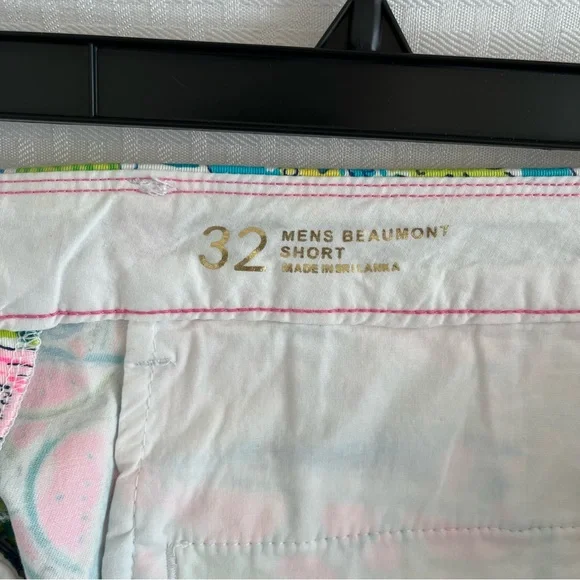 32
MENS BEAUMONT
SHORT
MADE IN SRI LANKA